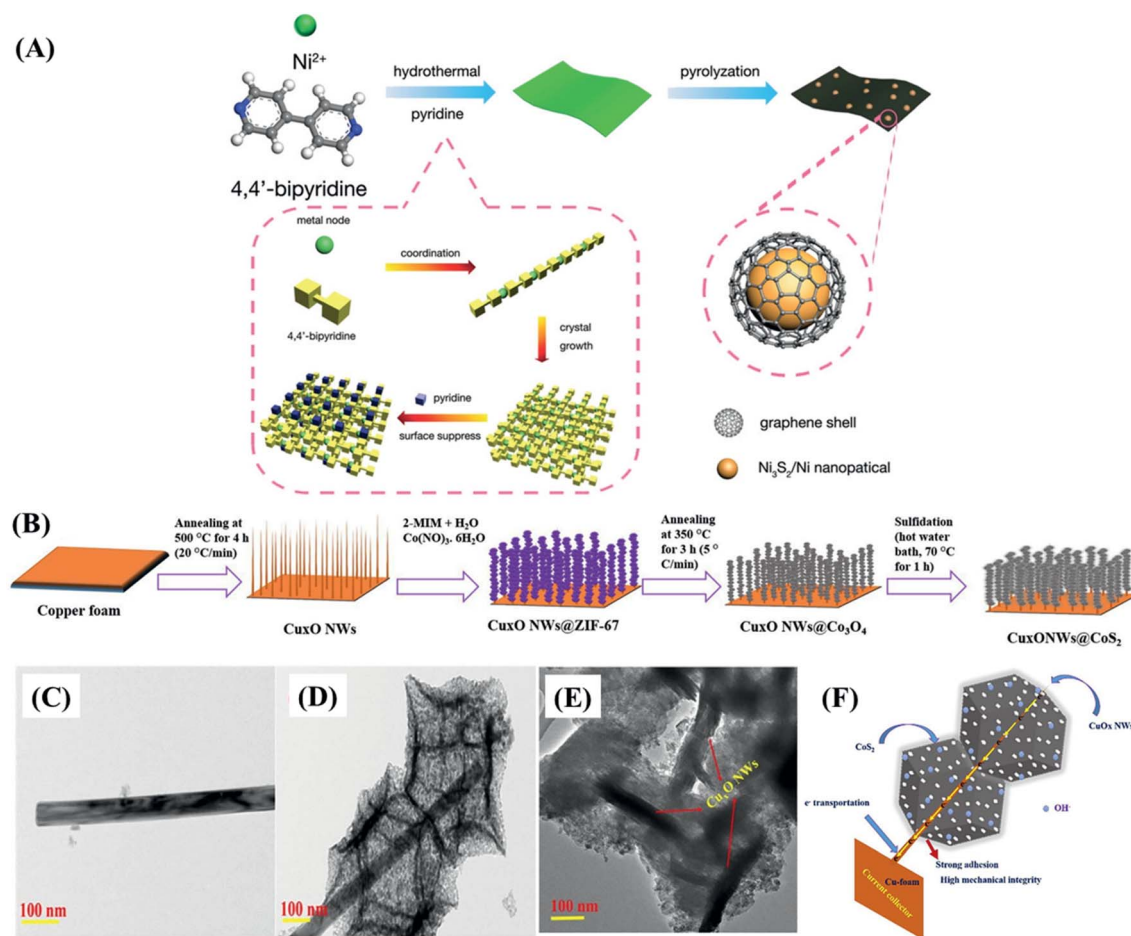 (A)
Ni²⁺
hydrothermal
pyridine
pyrolyzation
4,4'-bipyridine
metal node
coordination
4,4'-bipyridine
crystal
growth
pyridine
surface suppress
graphene shell
Ni₃S₂/Ni nanopatical
(B)
Annealing at
500 °C for 4 h
(20 °C/min)
2-MIM + H₂O
Co(NO)₃. 6H₂O
Annealing
at 350 °C
for 3 h (5 °
C/min)
Sulfidation
(hot water
bath, 70 °C
for 1 h)
Copper foam
CuxO NWs
CuxO NWs@ZIF-67
CuxO NWs@Co₃O₄
CuxONWs@CoS₂
(C)
100 nm
(D)
100 nm
(E)
CuₓO NWs
100 nm
(F)
CuOx NWs
CoS₂
OH⁻
e⁻ transportation
Strong adhesion
High mechanical integrity
Cu-foam
Current collector